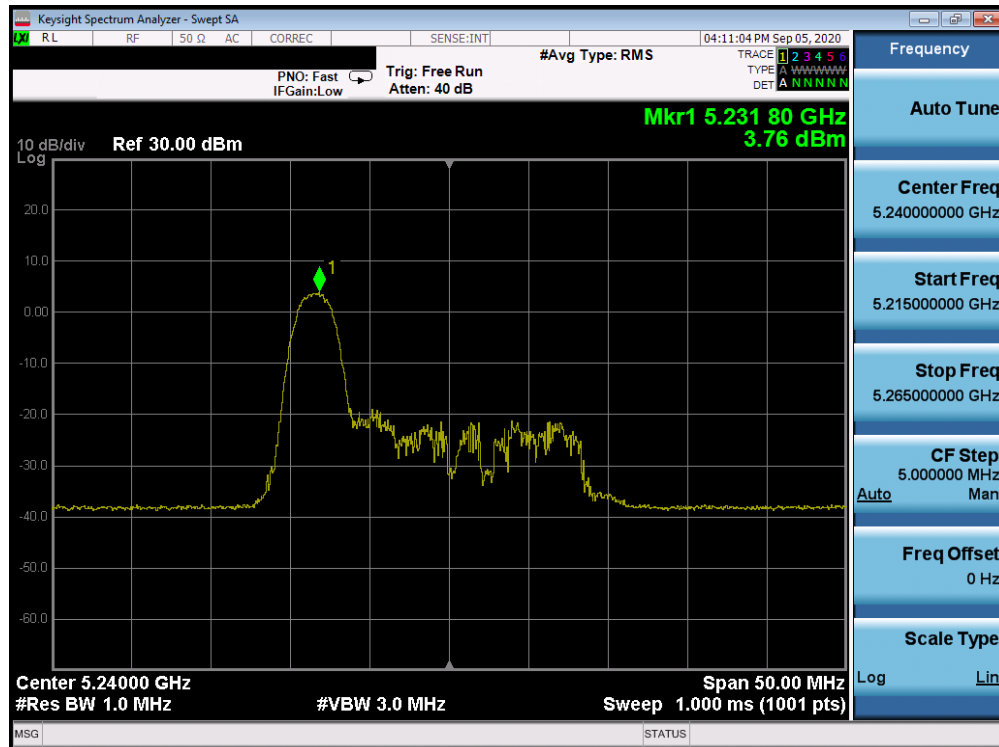 Keysight Spectrum Analyzer - Swept SA
LXI RL RF 50 Ω AC CORREC SENSE:INT 04:11:04 PM Sep 05, 2020
#Avg Type: RMS
TRACE 1 2 3 4 5 6
TYPE A WWWWW
DET A N N N N N
PNO: Fast
IFGain:Low
Trig: Free Run
Atten: 40 dB
Mkr1 5.231 80 GHz
3.76 dBm
10 dB/div Ref 30.00 dBm
Log
20.0
10.0
0.00
-10.0
-20.0
-30.0
-40.0
-50.0
-60.0
1
Center 5.24000 GHz Span 50.00 MHz
#Res BW 1.0 MHz #VBW 3.0 MHz Sweep 1.000 ms (1001 pts)
MSG STATUS
Frequency
Auto Tune
Center Freq
5.240000000 GHz
Start Freq
5.215000000 GHz
Stop Freq
5.265000000 GHz
CF Step
5.000000 MHz
Auto Man
Freq Offset
0 Hz
Scale Type
Log Lin